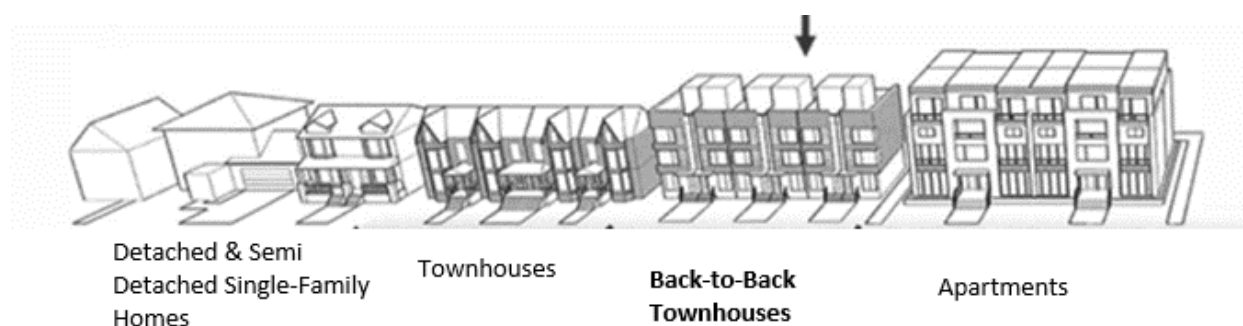 Detached & Semi
Detached Single-Family
Homes
Townhouses
Back-to-Back
Townhouses
Apartments